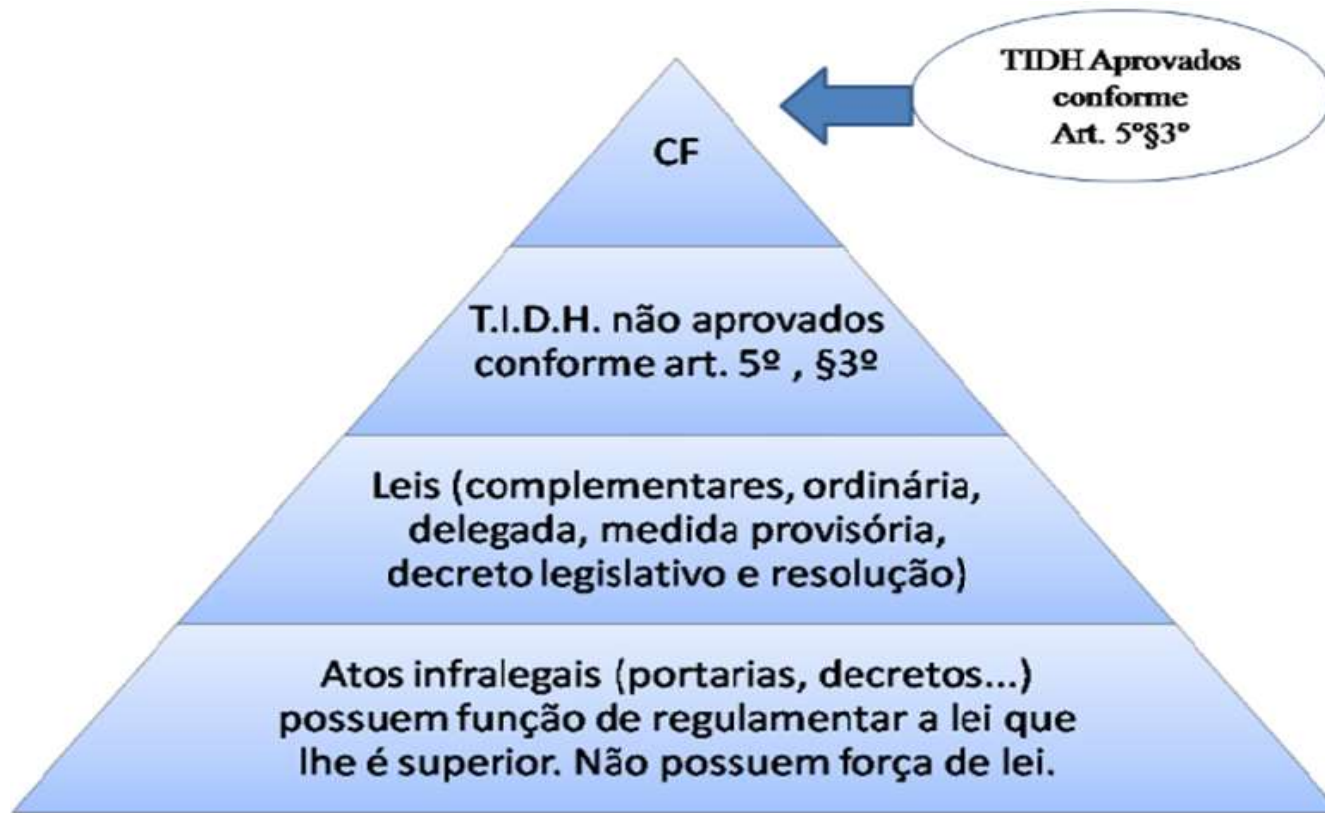 TIDH Aprovados
conforme
Art. 5º§3º
CF
T.I.D.H. não aprovados
conforme art. 5º , §3º
Leis (complementares, ordinária,
delegada, medida provisória,
decreto legislativo e resolução)
Atos infralegais (portarias, decretos...)
possuem função de regulamentar a lei que
lhe é superior. Não possuem força de lei.